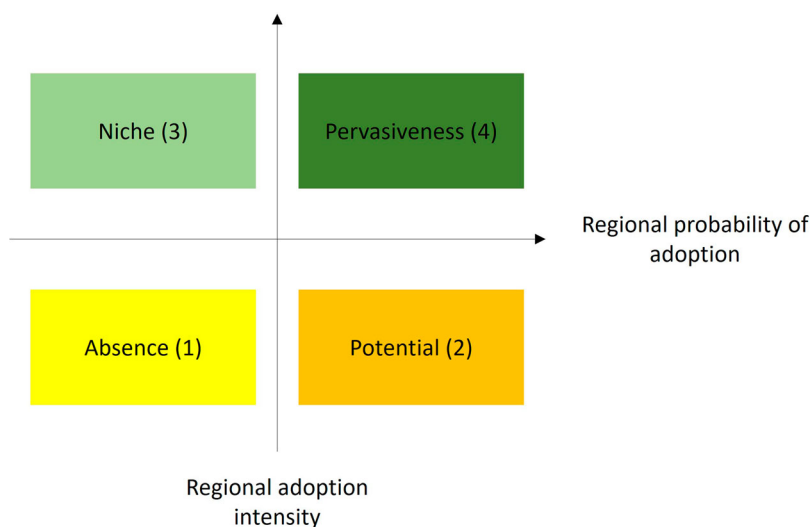 Niche (3)
Pervasiveness (4)
Regional probability of
adoption
Absence (1)
Potential (2)
Regional adoption
intensity